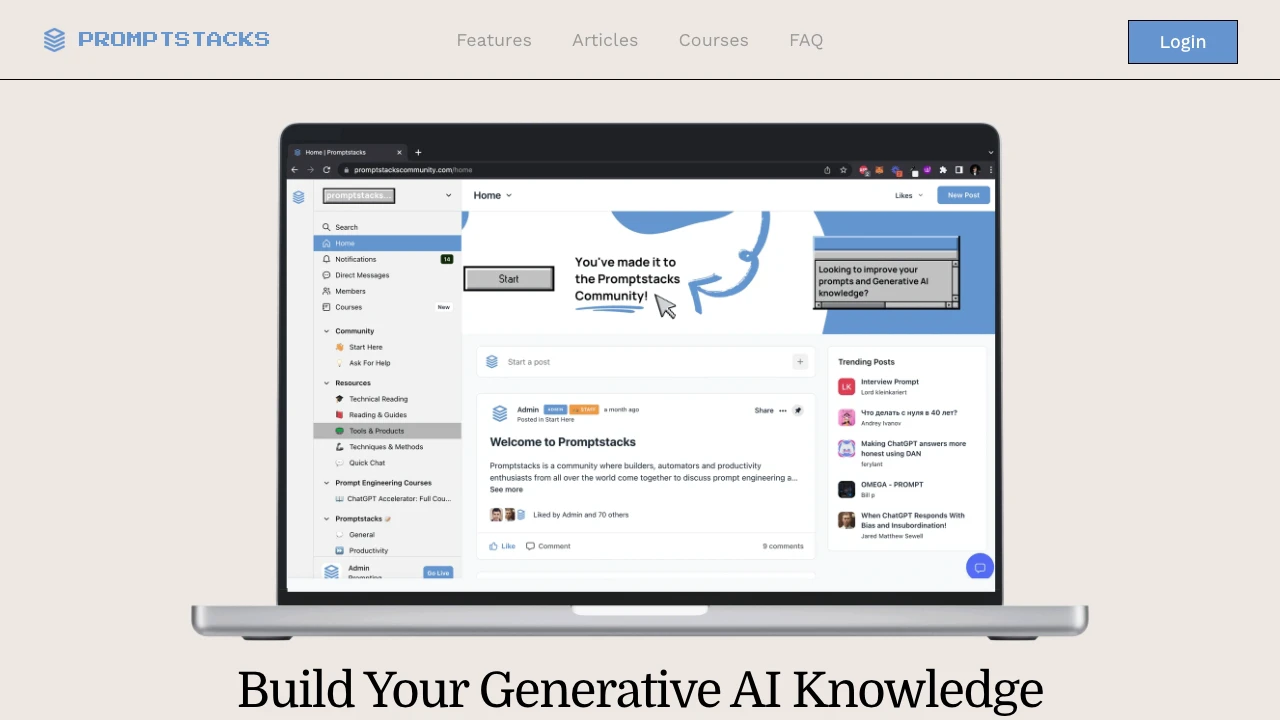 PROMPTSTACKS
Features
Articles
Courses
FAQ
Login
Home | Promptstacks
promptstackscommunity.com/home
promptstacks...
Home
Likes
New Post
Search
Home
Notifications
14
Direct Messages
Members
Courses
New
Community
Start Here
Ask For Help
Resources
Technical Reading
Reading & Guides
Tools & Products
Techniques & Methods
Quick Chat
Prompt Engineering Courses
ChatGPT Accelerator: Full Cou...
Promptstacks
General
Productivity
Admin
Prompting
Go Live
Start
You've made it to
the Promptstacks
Community!
Looking to improve your
prompts and Generative AI
knowledge?
Start a post
Admin ADMIN START a month ago
Posted in Start Here
Share
Welcome to Promptstacks
Promptstacks is a community where builders, automators and productivity
enthusiasts from all over the world come together to discuss prompt engineering a...
See more
Liked by Admin and 70 others
Like
Comment
9 comments
Trending Posts
LK
Interview Prompt
Lord kleinkariert
Что делать с нуля в 40 лет?
Andrey Ivanov
Making ChatGPT answers more
honest using DAN
ferylant
OMEGA - PROMPT
Bill p
When ChatGPT Responds With
Bias and Insubordination!
Jared Matthew Sewell
Build Your Generative AI Knowledge